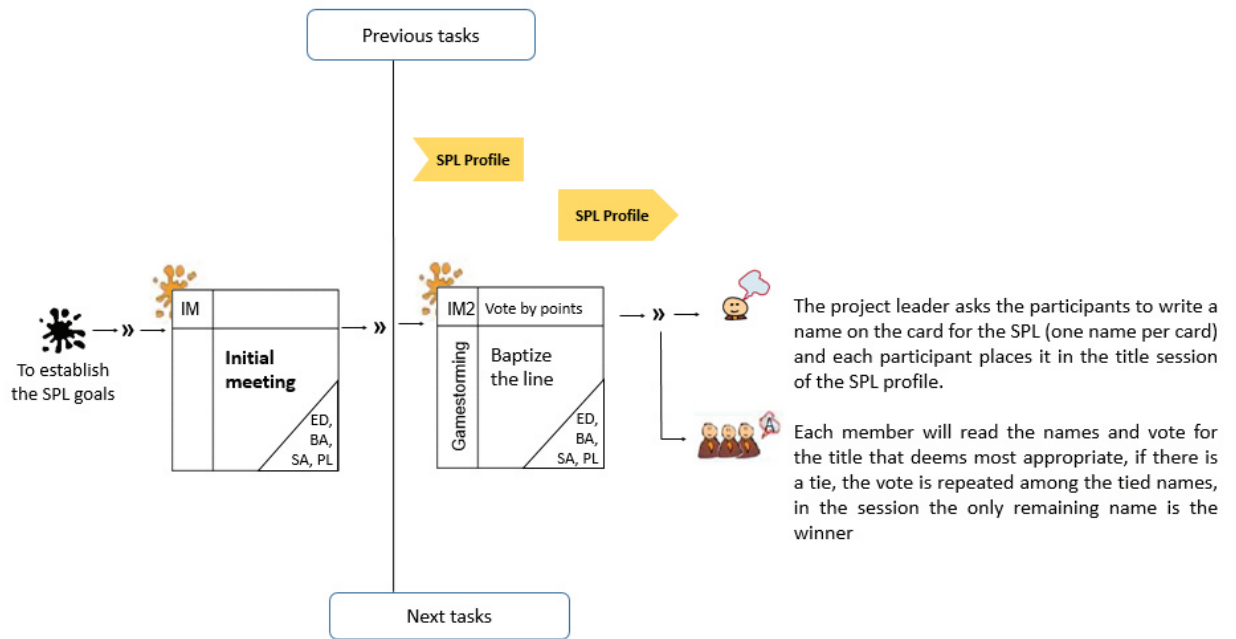 Previous tasks
SPL Profile
SPL Profile
To establish
the SPL goals
»
IM
Initial
meeting
ED,
BA,
SA, PL
»
IM2
Vote by points
Gamestorming
Baptize
the line
ED,
BA,
SA, PL
»
The project leader asks the participants to write a
name on the card for the SPL (one name per card)
and each participant places it in the title session
of the SPL profile.
A
Each member will read the names and vote for
the title that deems most appropriate, if there is
a tie, the vote is repeated among the tied names,
in the session the only remaining name is the
winner
Next tasks